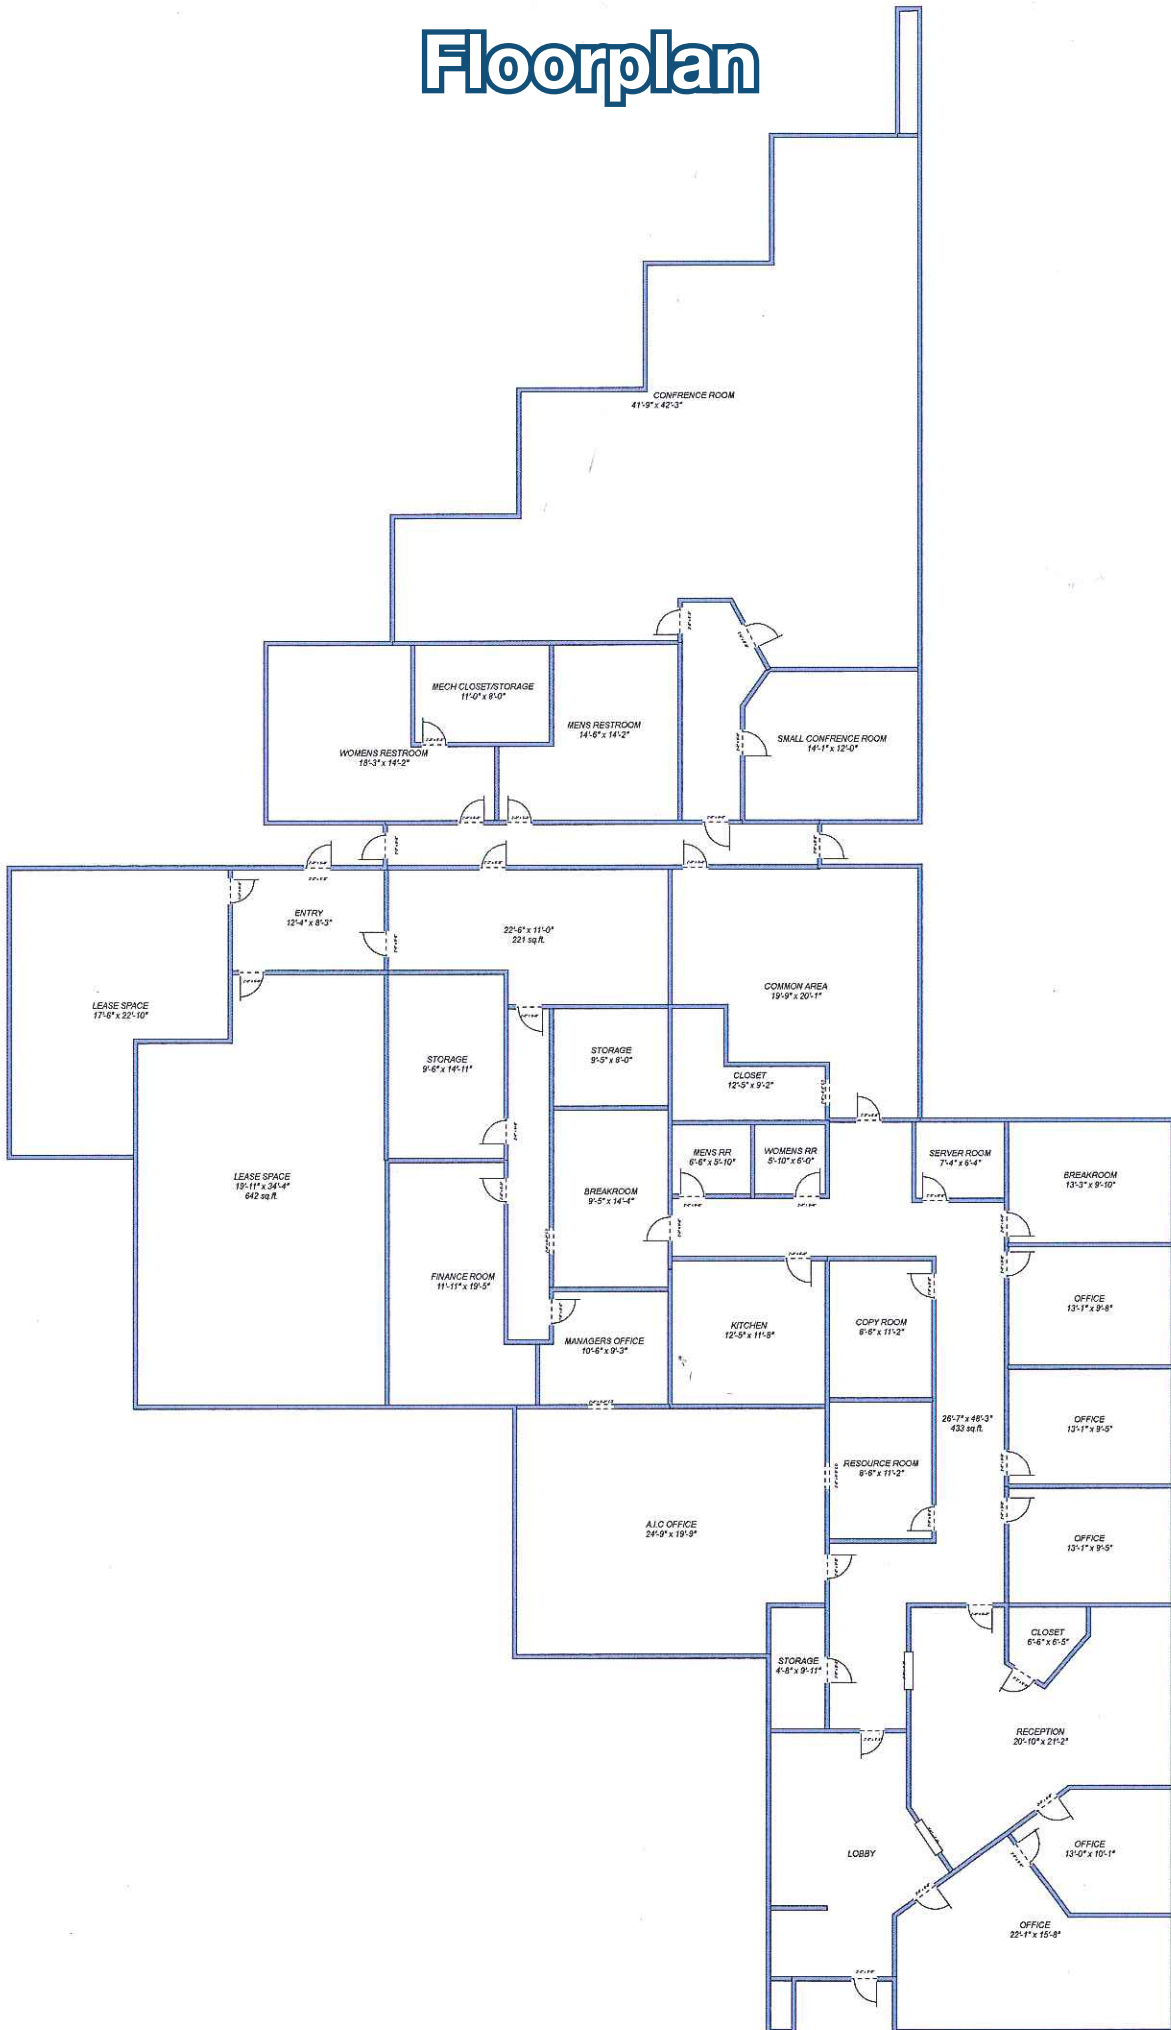 Floorplan
CONFRENCE ROOM
41'-9" x 42'-3"
MECH CLOSET/STORAGE
11'-0" x 8'-0"
MENS RESTROOM
14'-6" x 14'-2"
WOMENS RESTROOM
18'-3" x 14'-2"
SMALL CONFRENCE ROOM
14'-1" x 12'-0"
ENTRY
12'-4" x 8'-3"
22'-6" x 11'-0"
221 sq.ft.
LEASE SPACE
17'-6" x 22'-10"
COMMON AREA
19'-9" x 20'-1"
STORAGE
9'-6" x 14'-11"
STORAGE
9'-5" x 8'-0"
CLOSET
12'-5" x 9'-2"
MENS RR
6'-6" x 5'-10"
WOMENS RR
5'-10" x 6'-0"
SERVER ROOM
7'-4" x 6'-4"
BREAKROOM
13'-3" x 9'-10"
LEASE SPACE
19'-11" x 34'-4"
642 sq.ft.
BREAKROOM
9'-5" x 14'-4"
FINANCE ROOM
11'-11" x 19'-5"
OFFICE
13'-1" x 9'-8"
MANAGERS OFFICE
10'-6" x 9'-3"
KITCHEN
12'-5" x 11'-8"
COPY ROOM
8'-6" x 11'-2"
26'-7" x 48'-3"
433 sq.ft.
OFFICE
13'-1" x 9'-5"
RESOURCE ROOM
8'-6" x 11'-2"
A.I.C OFFICE
24'-9" x 19'-9"
OFFICE
13'-1" x 9'-5"
CLOSET
6'-6" x 6'-5"
STORAGE
4'-8" x 9'-11"
RECEPTION
20'-10" x 21'-2"
LOBBY
OFFICE
13'-0" x 10'-1"
OFFICE
22'-1" x 15'-8"